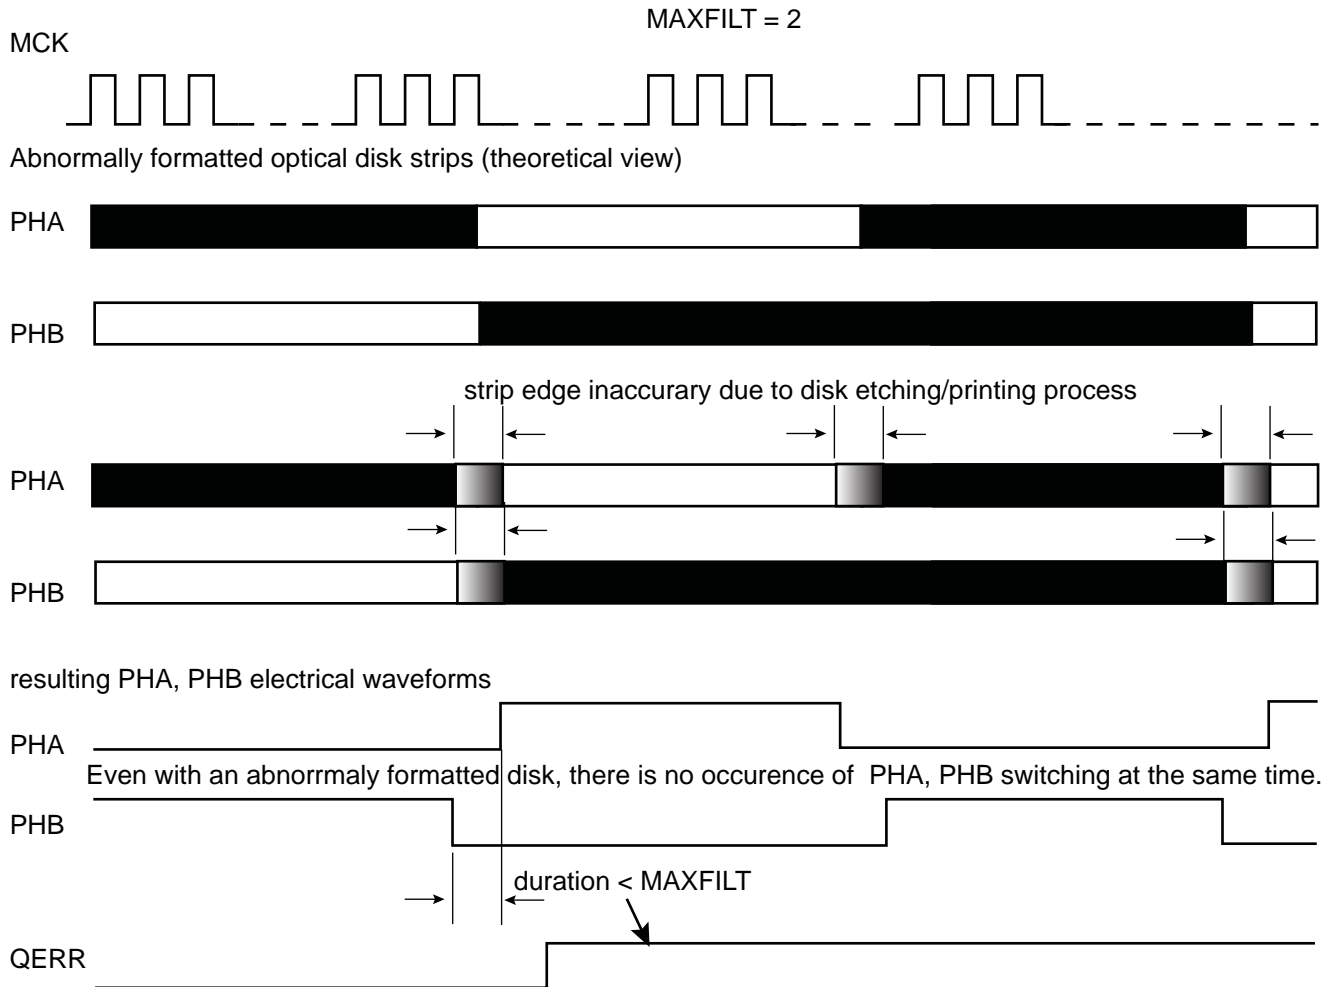 MAXFILT = 2
MCK
Abnormally formatted optical disk strips (theoretical view)
PHA
PHB
strip edge inaccurary due to disk etching/printing process
PHA
PHB
resulting PHA, PHB electrical waveforms
PHA
Even with an abnorrmaly formatted disk, there is no occurence of PHA, PHB switching at the same time.
PHB
duration < MAXFILT
QERR